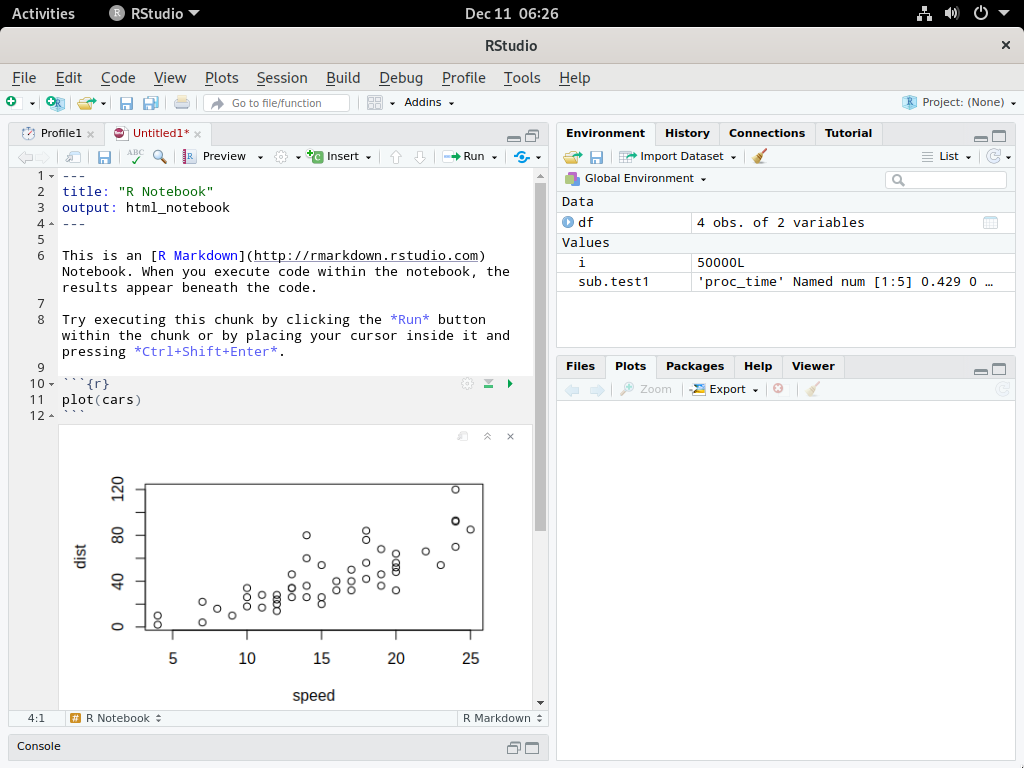 Activities
RStudio
Dec 11 06:26
RStudio
File Edit Code View Plots Session Build Debug Profile Tools Help
Go to file/function
Addins
Project: (None)
Profile1
Untitled1*
ABC
Preview
Insert
Run
1 ---
2 title: "R Notebook"
3 output: html_notebook
4 ---
5
6 This is an [R Markdown](http://rmarkdown.rstudio.com)
Notebook. When you execute code within the notebook, the
results appear beneath the code.
7
8 Try executing this chunk by clicking the *Run* button
within the chunk or by placing your cursor inside it and
pressing *Ctrl+Shift+Enter*.
9
10 ```{r}
11 plot(cars)
12 ```
dist
120
80
40
0
5 10 15 20 25
speed
4:1
# R Notebook
R Markdown
Console
Environment History Connections Tutorial
Import Dataset
List
Global Environment
Data
df 4 obs. of 2 variables
Values
i 50000L
sub.test1 'proc_time' Named num [1:5] 0.429 0 …
Files Plots Packages Help Viewer
Zoom
Export